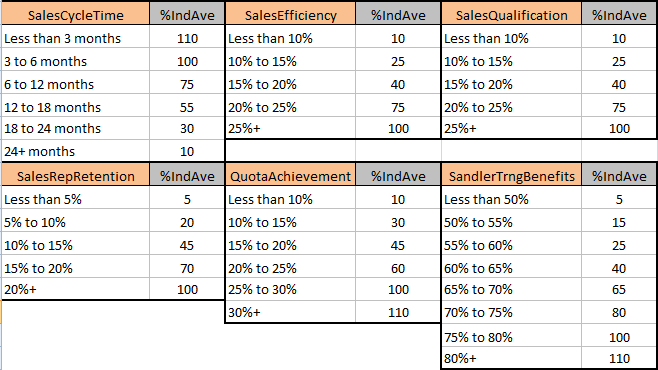 SalesCycleTime %IndAve SalesEfficiency %IndAve SalesQualification %IndAve
Less than 3 months 110 Less than 10% 10 Less than 10% 10
3 to 6 months 100 10% to 15% 25 10% to 15% 25
6 to 12 months 75 15% to 20% 40 15% to 20% 40
12 to 18 months 55 20% to 25% 75 20% to 25% 75
18 to 24 months 30 25%+ 100 25%+ 100
24+ months 10
SalesRepRetention %IndAve QuotaAchievement %IndAve SandlerTrngBenefits %IndAve
Less than 5% 5 Less than 10% 10 Less than 50% 5
5% to 10% 20 10% to 15% 30 50% to 55% 15
10% to 15% 45 15% to 20% 45 55% to 60% 25
15% to 20% 70 20% to 25% 60 60% to 65% 40
20%+ 100 25% to 30% 100 65% to 70% 65
30%+ 110 70% to 75% 80
75% to 80% 100
80%+ 110